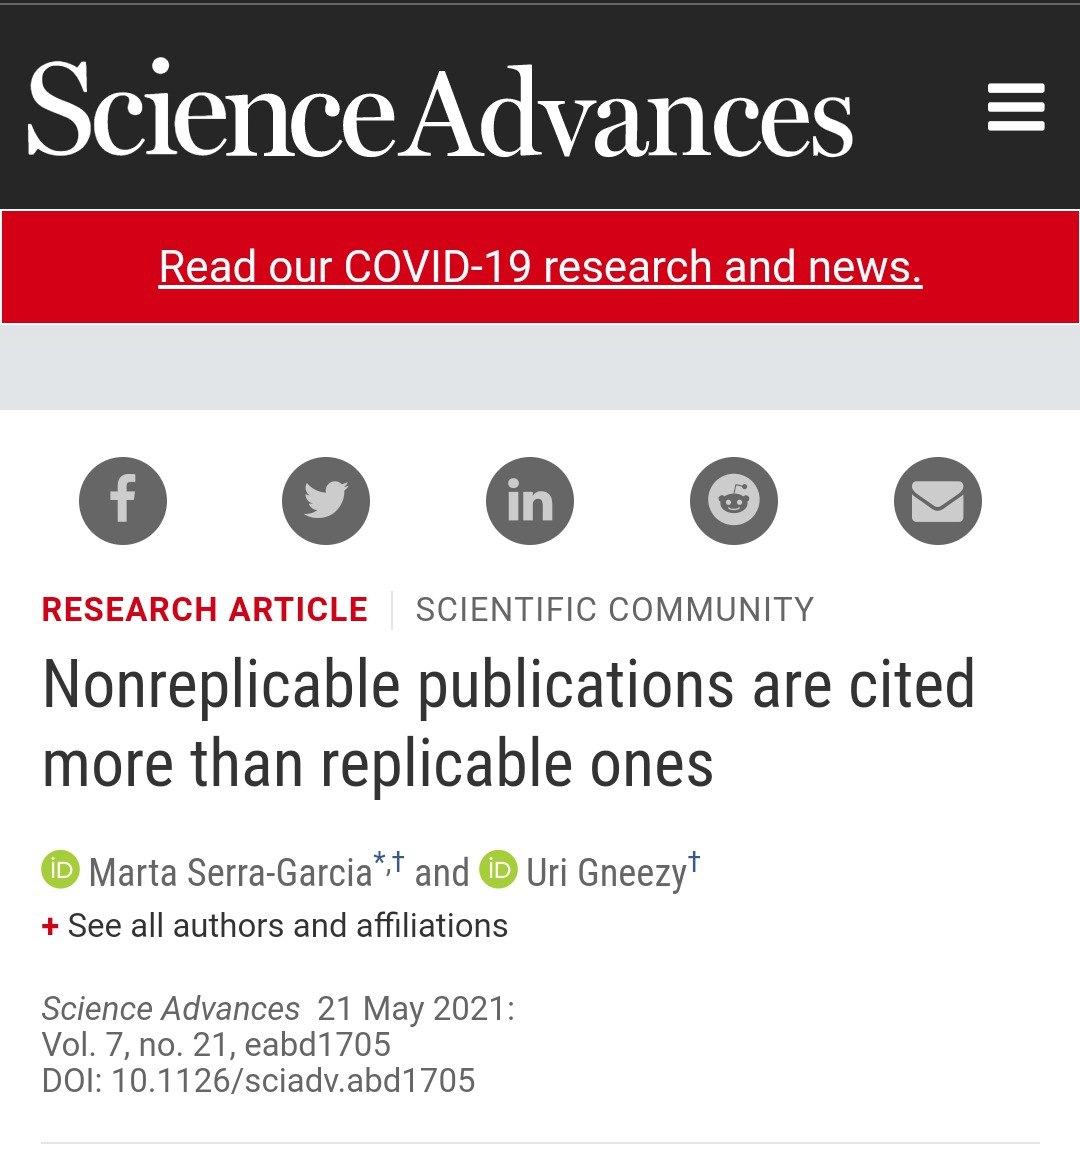 Science Advances
Read our COVID-19 research and news.
RESEARCH ARTICLE | SCIENTIFIC COMMUNITY
Nonreplicable publications are cited
more than replicable ones
iD Marta Serra-Garcia*,† and iD Uri Gneezy†
+ See all authors and affiliations
Science Advances 21 May 2021:
Vol. 7, no. 21, eabd1705
DOI: 10.1126/sciadv.abd1705